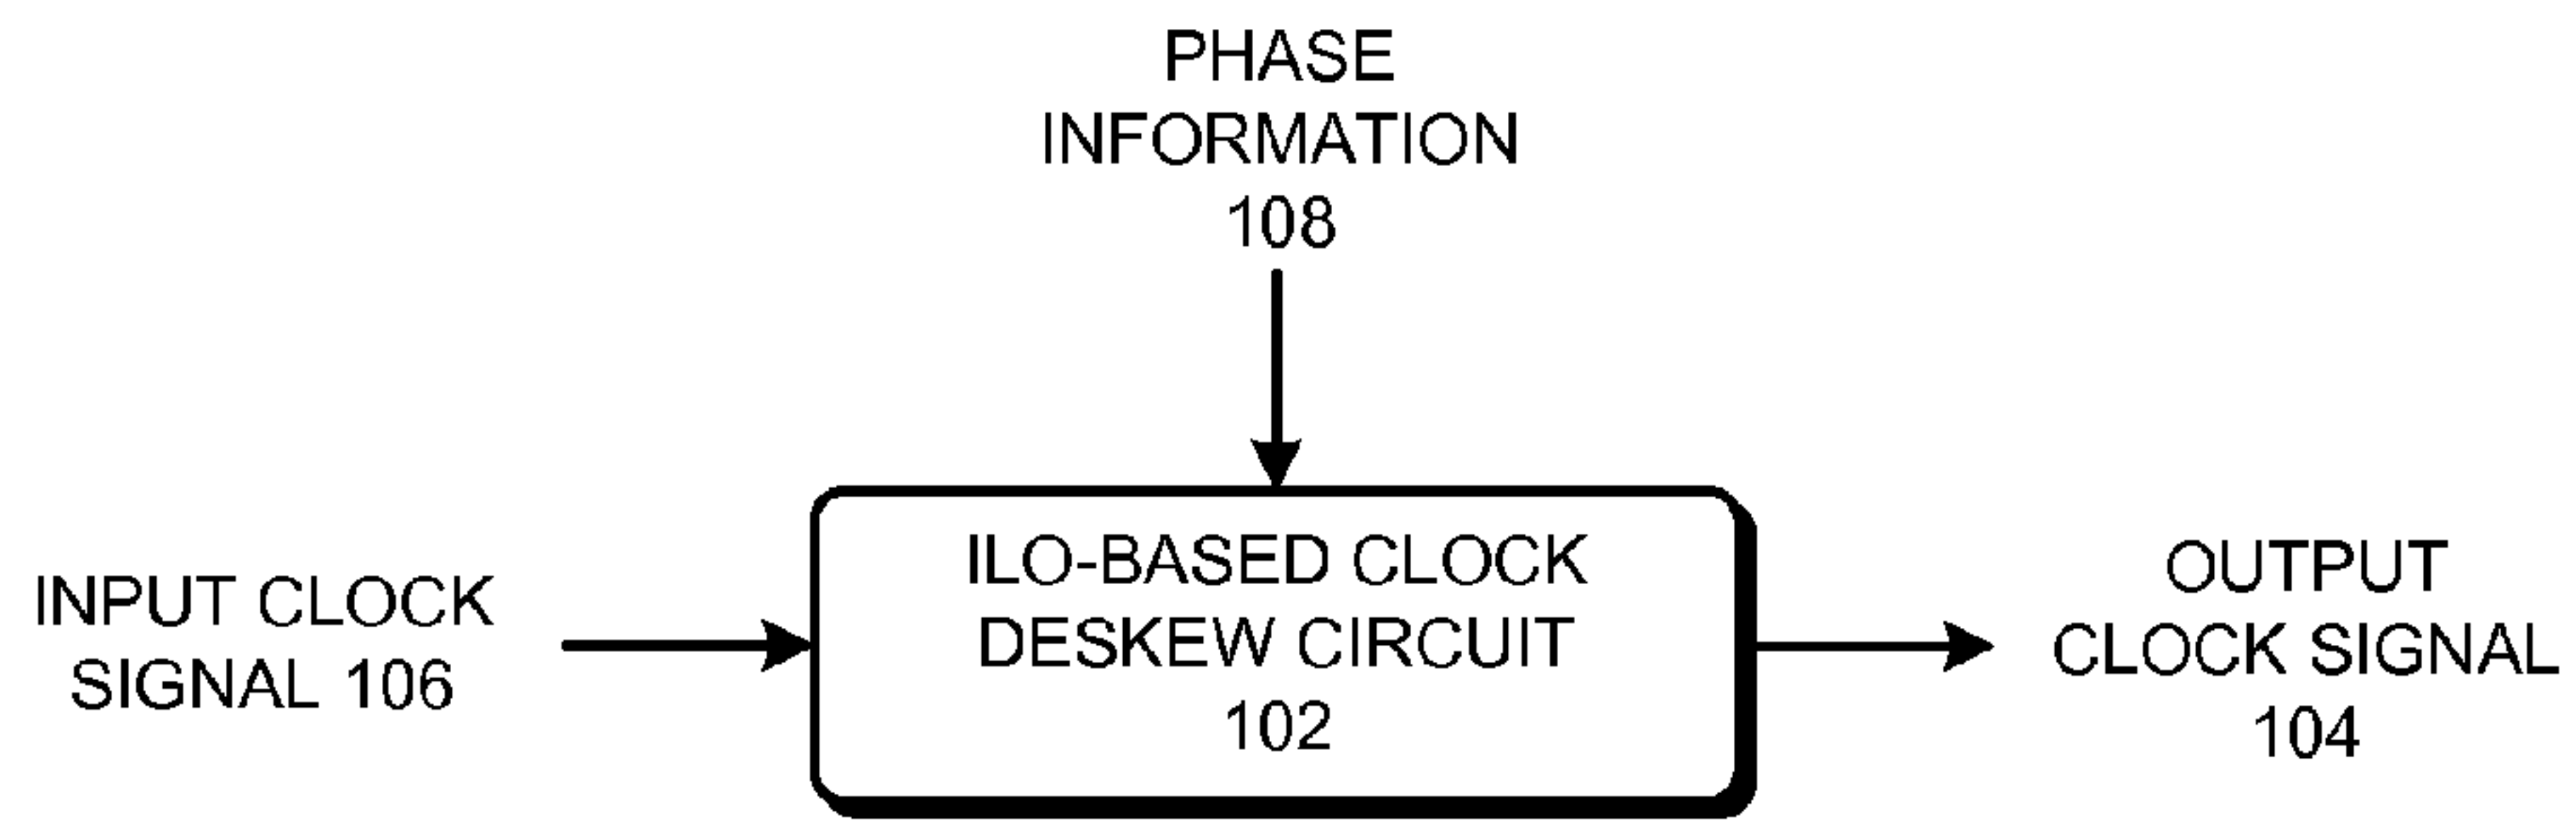 PHASE
INFORMATION
108
INPUT CLOCK
SIGNAL 106
ILO-BASED CLOCK
DESKEW CIRCUIT
102
OUTPUT
CLOCK SIGNAL
104